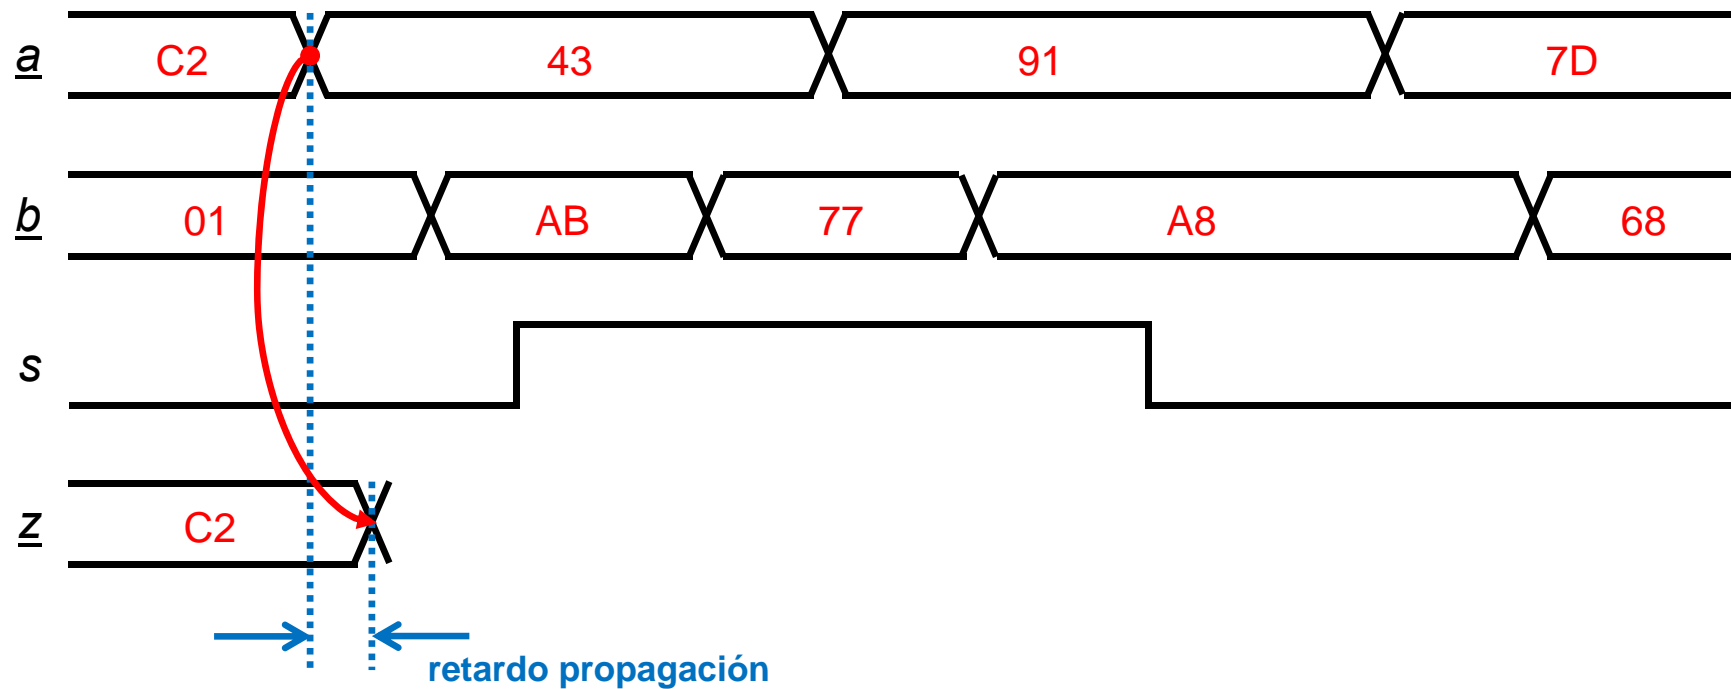 a C2 43 91 7D
b 01 AB 77 A8 68
s
z C2
retardo propagación